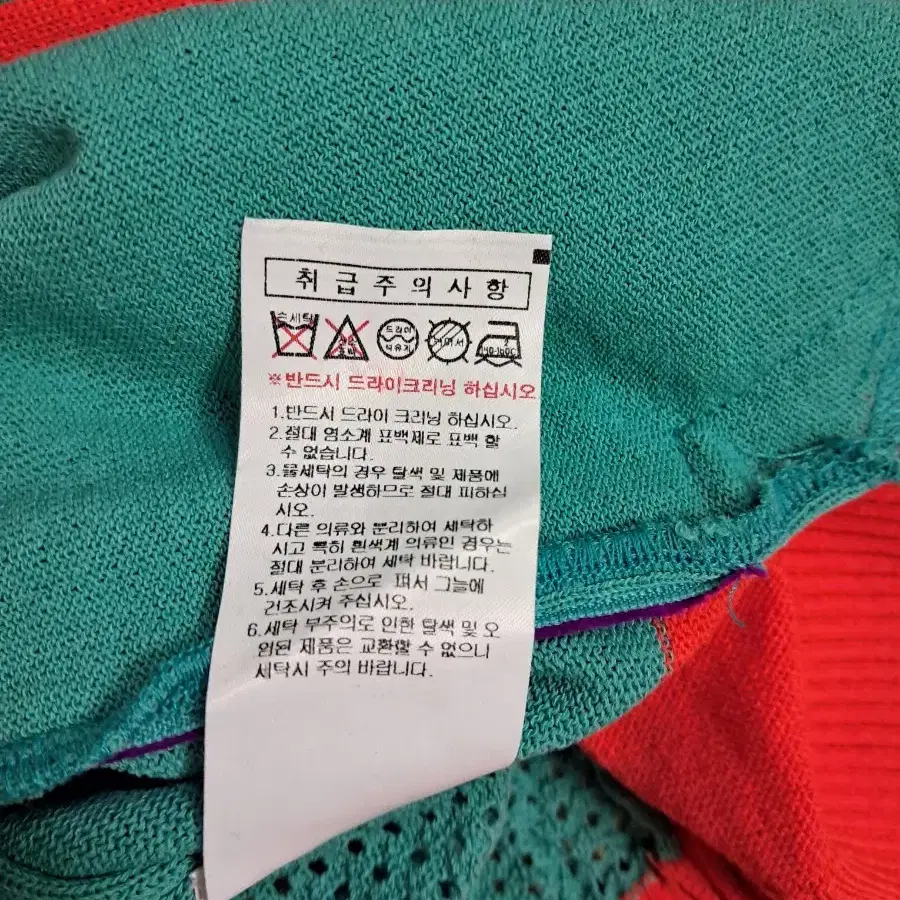 취급주의사항
손세탁
드라이
석유계
※반드시 드라이크리닝 하십시오
1.반드시 드라이 크리닝 하십시오.
2.절대 염소계 표백제로 표백 할
수 없습니다.
3.물세탁의 경우 탈색 및 제품에
손상이 발생하므로 절대 피하십
시오.
4.다른 의류와 분리하여 세탁하
시고 특히 흰색계 의류인 경우는
절대 분리하여 세탁 바랍니다.
5.세탁 후 손으로 펴서 그늘에
건조시켜 주십시오.
6.세탁 부주의로 인한 탈색 및 오
염된 제품은 교환할 수 없으니
세탁시 주의 바랍니다.